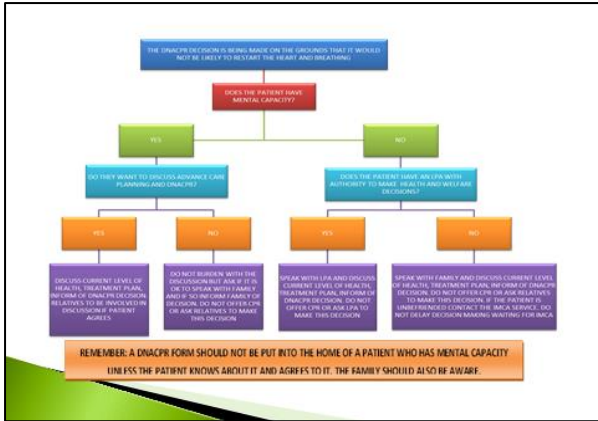 THE DNACPR DECISION IS BEING MADE ON THE GROUNDS THAT IT WOULD
NOT BE LIKELY TO RESTART THE HEART AND BREATHING
DOES THE PATIENT HAVE
MENTAL CAPACITY?
YES
NO
DO THEY WANT TO DISCUSS ADVANCE CARE
PLANNING AND DNACPR?
DOES THE PATIENT HAVE AN LPA WITH
AUTHORITY TO MAKE HEALTH AND WELFARE
DECISIONS?
YES
NO
YES
NO
DISCUSS CURRENT LEVEL OF
HEALTH, TREATMENT PLAN,
INFORM OF DNACPR DECISION
RELATIVES TO BE INVOLVED IN
DISCUSSION IF PATIENT
AGREES
DO NOT BURDEN WITH THE
DISCUSSION BUT ASK IF IT IS
OK TO SPEAK WITH FAMILY
AND IF SO INFORM FAMILY OF
DECISION. DO NOT OFFER CPR
OR ASK RELATIVES TO MAKE
THIS DECISION
SPEAK WITH LPA AND DISCUSS
CURRENT LEVEL OF HEALTH,
TREATMENT PLAN, INFORM OF
DNACPR DECISION. DO NOT
OFFER CPR OR ASK LPA TO
MAKE THIS DECISION
SPEAK WITH FAMILY AND DISCUSS CURRENT LEVEL
OF HEALTH, TREATMENT PLAN, INFORM OF DNACPR
DECISION. DO NOT OFFER CPR OR ASK RELATIVES
TO MAKE THIS DECISION. IF THE PATIENT IS
UNBEFRIENDED CONTACT THE IMCA SERVICE. DO
NOT DELAY DECISION MAKING WAITING FOR IMCA
REMEMBER: A DNACPR FORM SHOULD NOT BE PUT INTO THE HOME OF A PATIENT WHO HAS MENTAL CAPACITY
UNLESS THE PATIENT KNOWS ABOUT IT AND AGREES TO IT. THE FAMILY SHOULD ALSO BE AWARE.